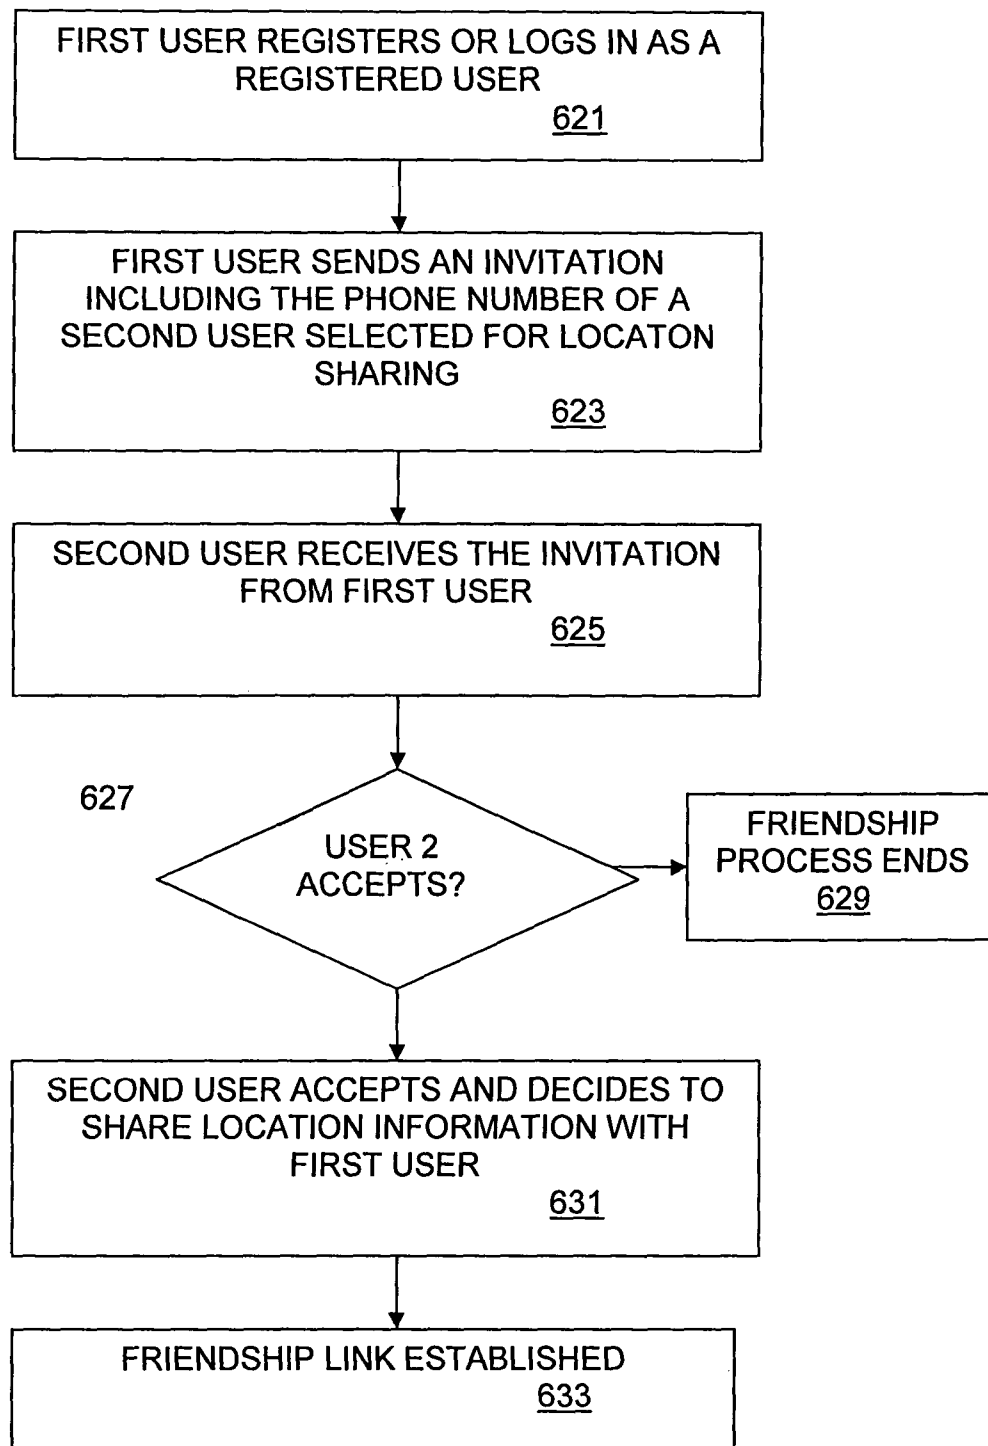 FIRST USER REGISTERS OR LOGS IN AS A
REGISTERED USER
621
FIRST USER SENDS AN INVITATION
INCLUDING THE PHONE NUMBER OF A
SECOND USER SELECTED FOR LOCATON
SHARING
623
SECOND USER RECEIVES THE INVITATION
FROM FIRST USER
625
627
USER 2
ACCEPTS?
FRIENDSHIP
PROCESS ENDS
629
SECOND USER ACCEPTS AND DECIDES TO
SHARE LOCATION INFORMATION WITH
FIRST USER
631
FRIENDSHIP LINK ESTABLISHED
633